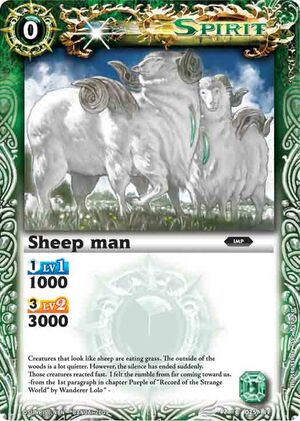 0
SPIRIT
Sheep man
IMP
1 LV1
1000
3 LV2
3000
Creatures that look like sheep are eating grass. The outside of the
woods is a lot quieter. However, the silence has ended suddenly.
Those creatures reacted fast. I felt the rumble from far coming toward us.
-from the 1st paragraph in chapter Purple of "Record of the Strange
World" by Wanderer Lolo" -